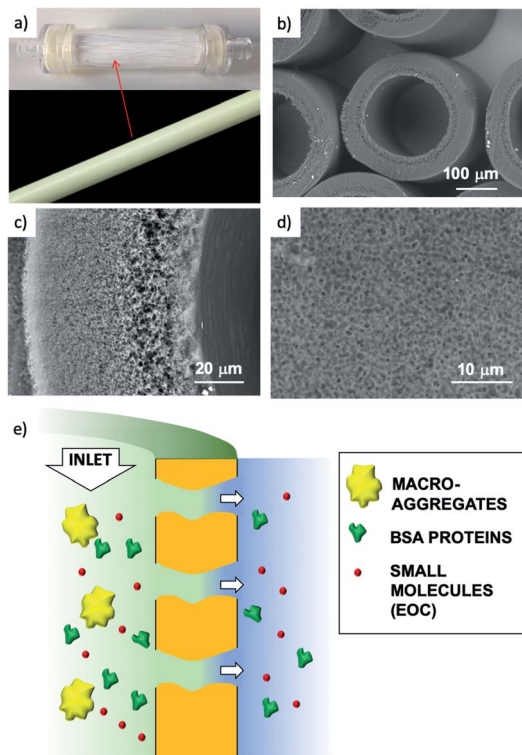 a)
b)
100 μm
c)
20 μm
d)
10 μm
e)
INLET
MACRO-
AGGREGATES
BSA PROTEINS
SMALL
MOLECULES
(EOC)